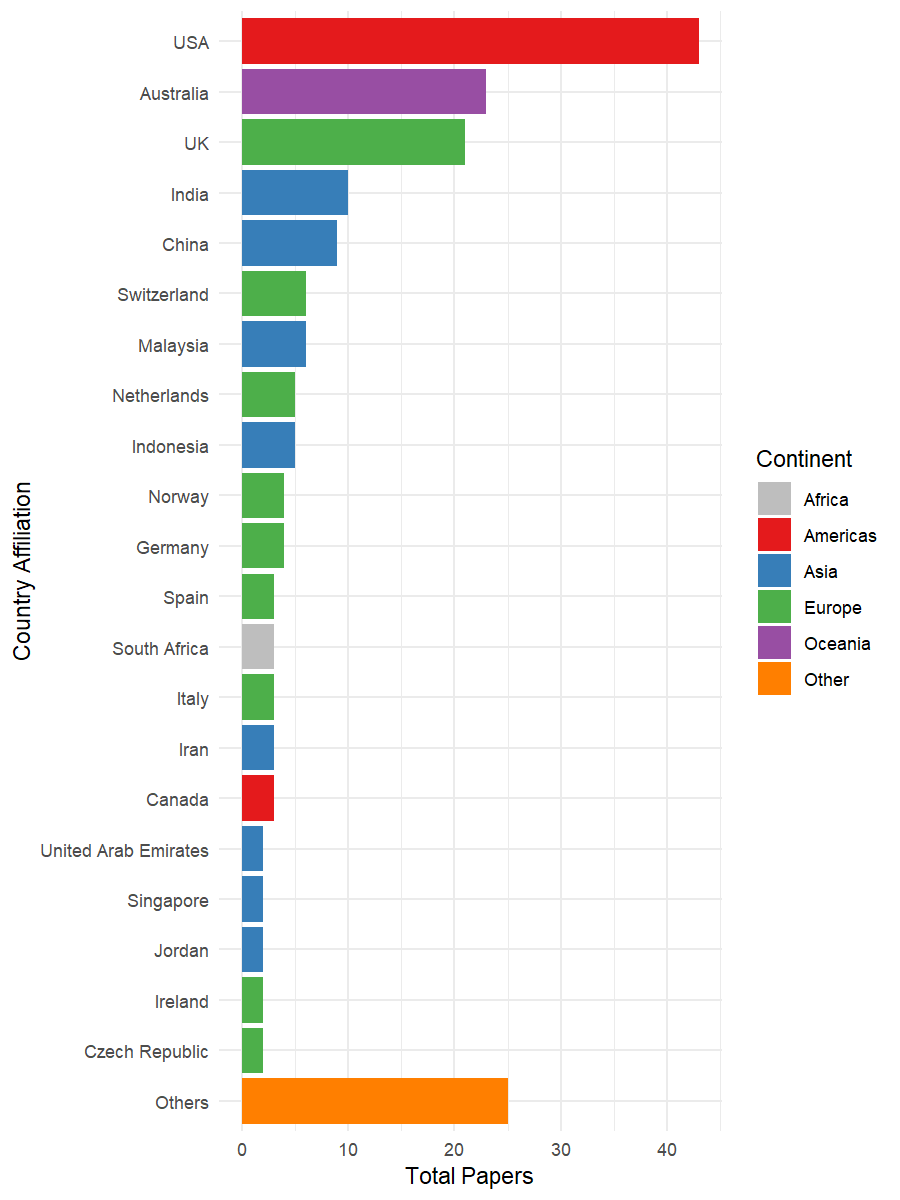 USA
Australia
UK
India
China
Switzerland
Malaysia
Netherlands
Indonesia
Norway
Germany
Spain
South Africa
Italy
Iran
Canada
United Arab Emirates
Singapore
Jordan
Ireland
Czech Republic
Others
Country Affiliation
0 10 20 30 40
Total Papers
Continent
Africa
Americas
Asia
Europe
Oceania
Other